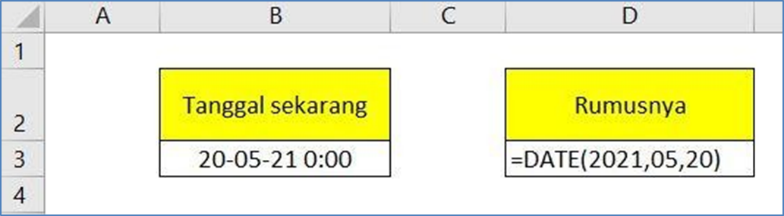 A B C D
1
2 Tanggal sekarang Rumusnya
3 20-05-21 0:00 =DATE(2021,05,20)
4